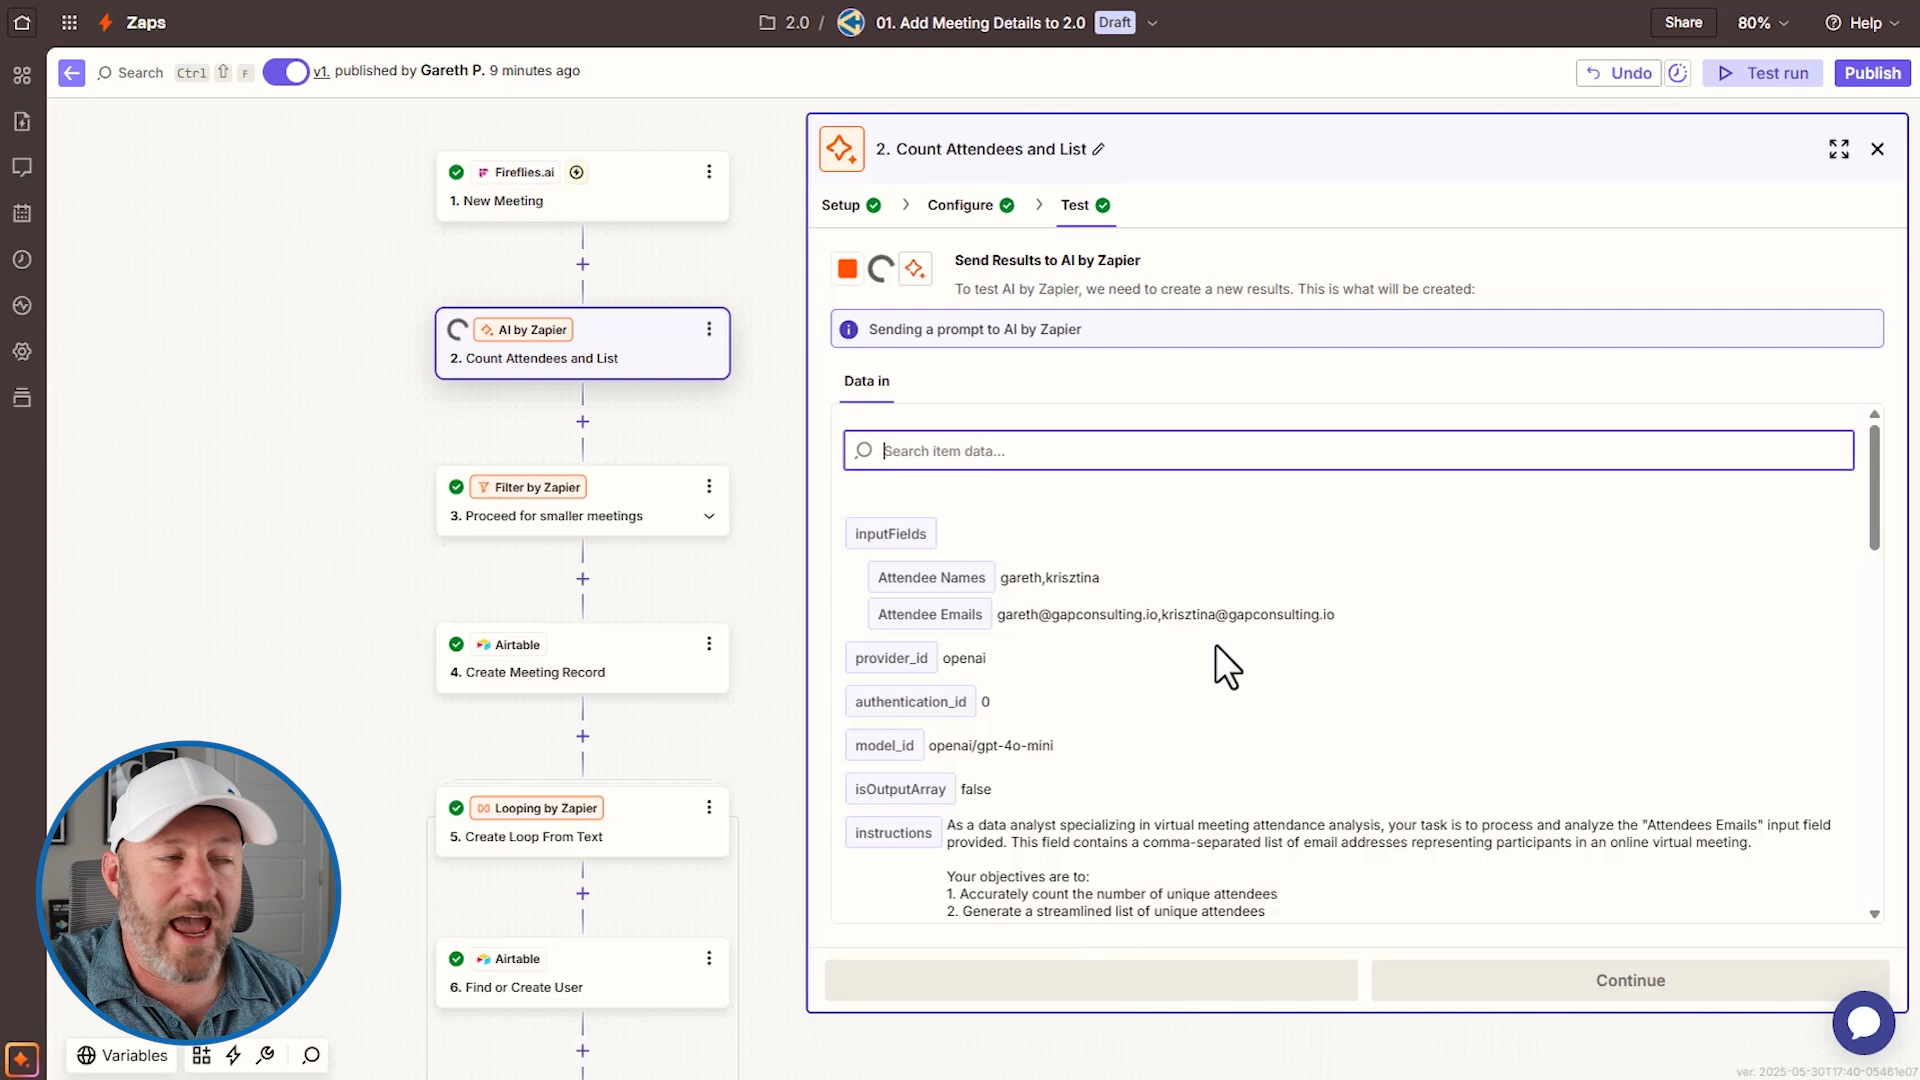 Zaps
2.0 / 01. Add Meeting Details to 2.0 Draft
Share
80%
Help
Search Ctrl F
v1. published by Gareth P. 9 minutes ago
Undo
Test run
Publish
Fireflies.ai
1. New Meeting
AI by Zapier
2. Count Attendees and List
Filter by Zapier
3. Proceed for smaller meetings
Airtable
4. Create Meeting Record
Looping by Zapier
5. Create Loop From Text
Airtable
6. Find or Create User
Variables
2. Count Attendees and List
Setup
Configure
Test
Send Results to AI by Zapier
To test AI by Zapier, we need to create a new results. This is what will be created:
Sending a prompt to AI by Zapier
Data in
Search item data...
inputFields
Attendee Names gareth,krisztina
Attendee Emails gareth@gapconsulting.io,krisztina@gapconsulting.io
provider_id openai
authentication_id 0
model_id openai/gpt-4o-mini
isOutputArray false
instructions As a data analyst specializing in virtual meeting attendance analysis, your task is to process and analyze the "Attendees Emails" input field
provided. This field contains a comma-separated list of email addresses representing participants in an online virtual meeting.
Your objectives are to:
1. Accurately count the number of unique attendees
2. Generate a streamlined list of unique attendees
Continue
ver. 2025-05-30T17:40-05461e07